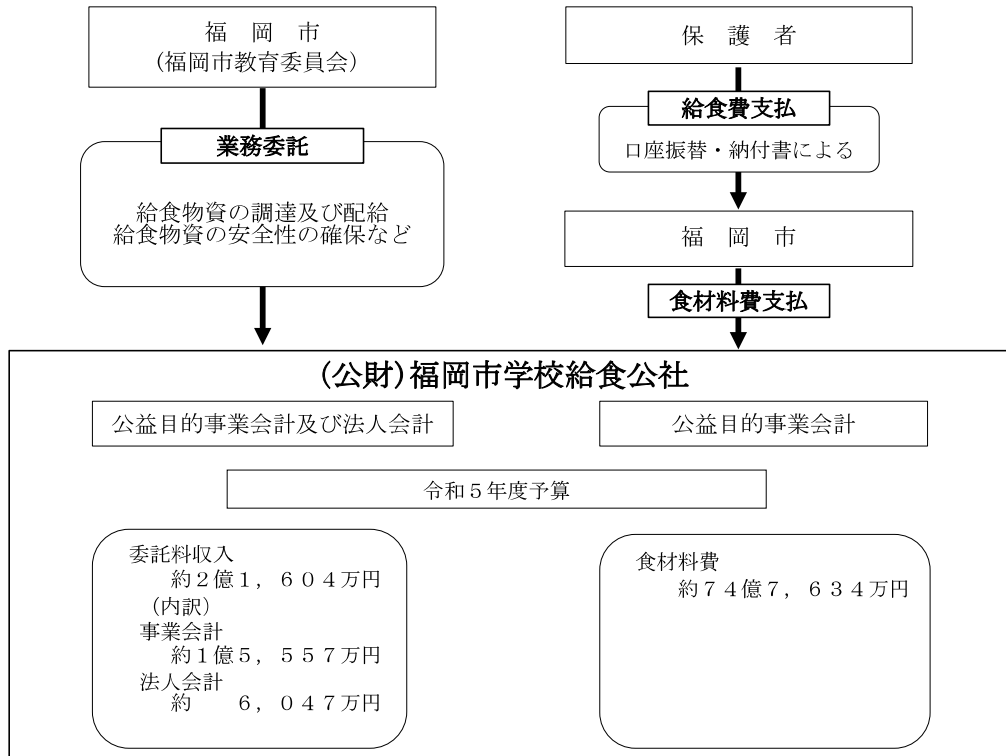 福　岡　市
(福岡市教育委員会)
業務委託
給食物資の調達及び配給
給食物資の安全性の確保など
保　護　者
給食費支払
口座振替・納付書による
福　岡　市
食材料費支払
(公財)福岡市学校給食公社
公益目的事業会計及び法人会計
公益目的事業会計
令和５年度予算
委託料収入
約２億１，６０４万円
(内訳)
事業会計
約１億５，５５７万円
法人会計
約　　６，０４７万円
食材料費
約７４億７，６３４万円